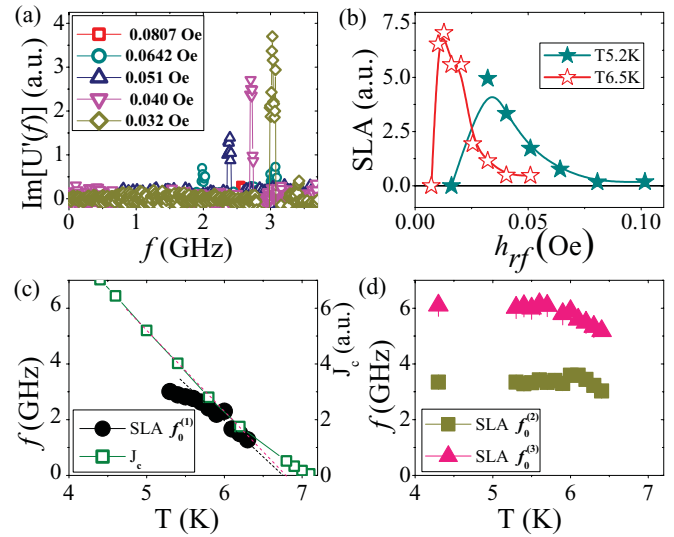 (a)
0.0807 Oe
0.0642 Oe
0.051 Oe
0.040 Oe
0.032 Oe
Im[U'(f)] (a.u.)
4
3
2
1
0
0 1 2 3
f (GHz)
(b)
T5.2K
T6.5K
SLA (a.u.)
7.5
5.0
2.5
0.0
0.00 0.05 0.10
h_rf (Oe)
(c)
SLA f_0^(1)
J_c
f (GHz)
6
4
2
0
J_c (a.u.)
6
4
2
0
4 5 6 7
T (K)
(d)
SLA f_0^(2)
SLA f_0^(3)
f (GHz)
6
4
2
0
4 5 6 7
T (K)